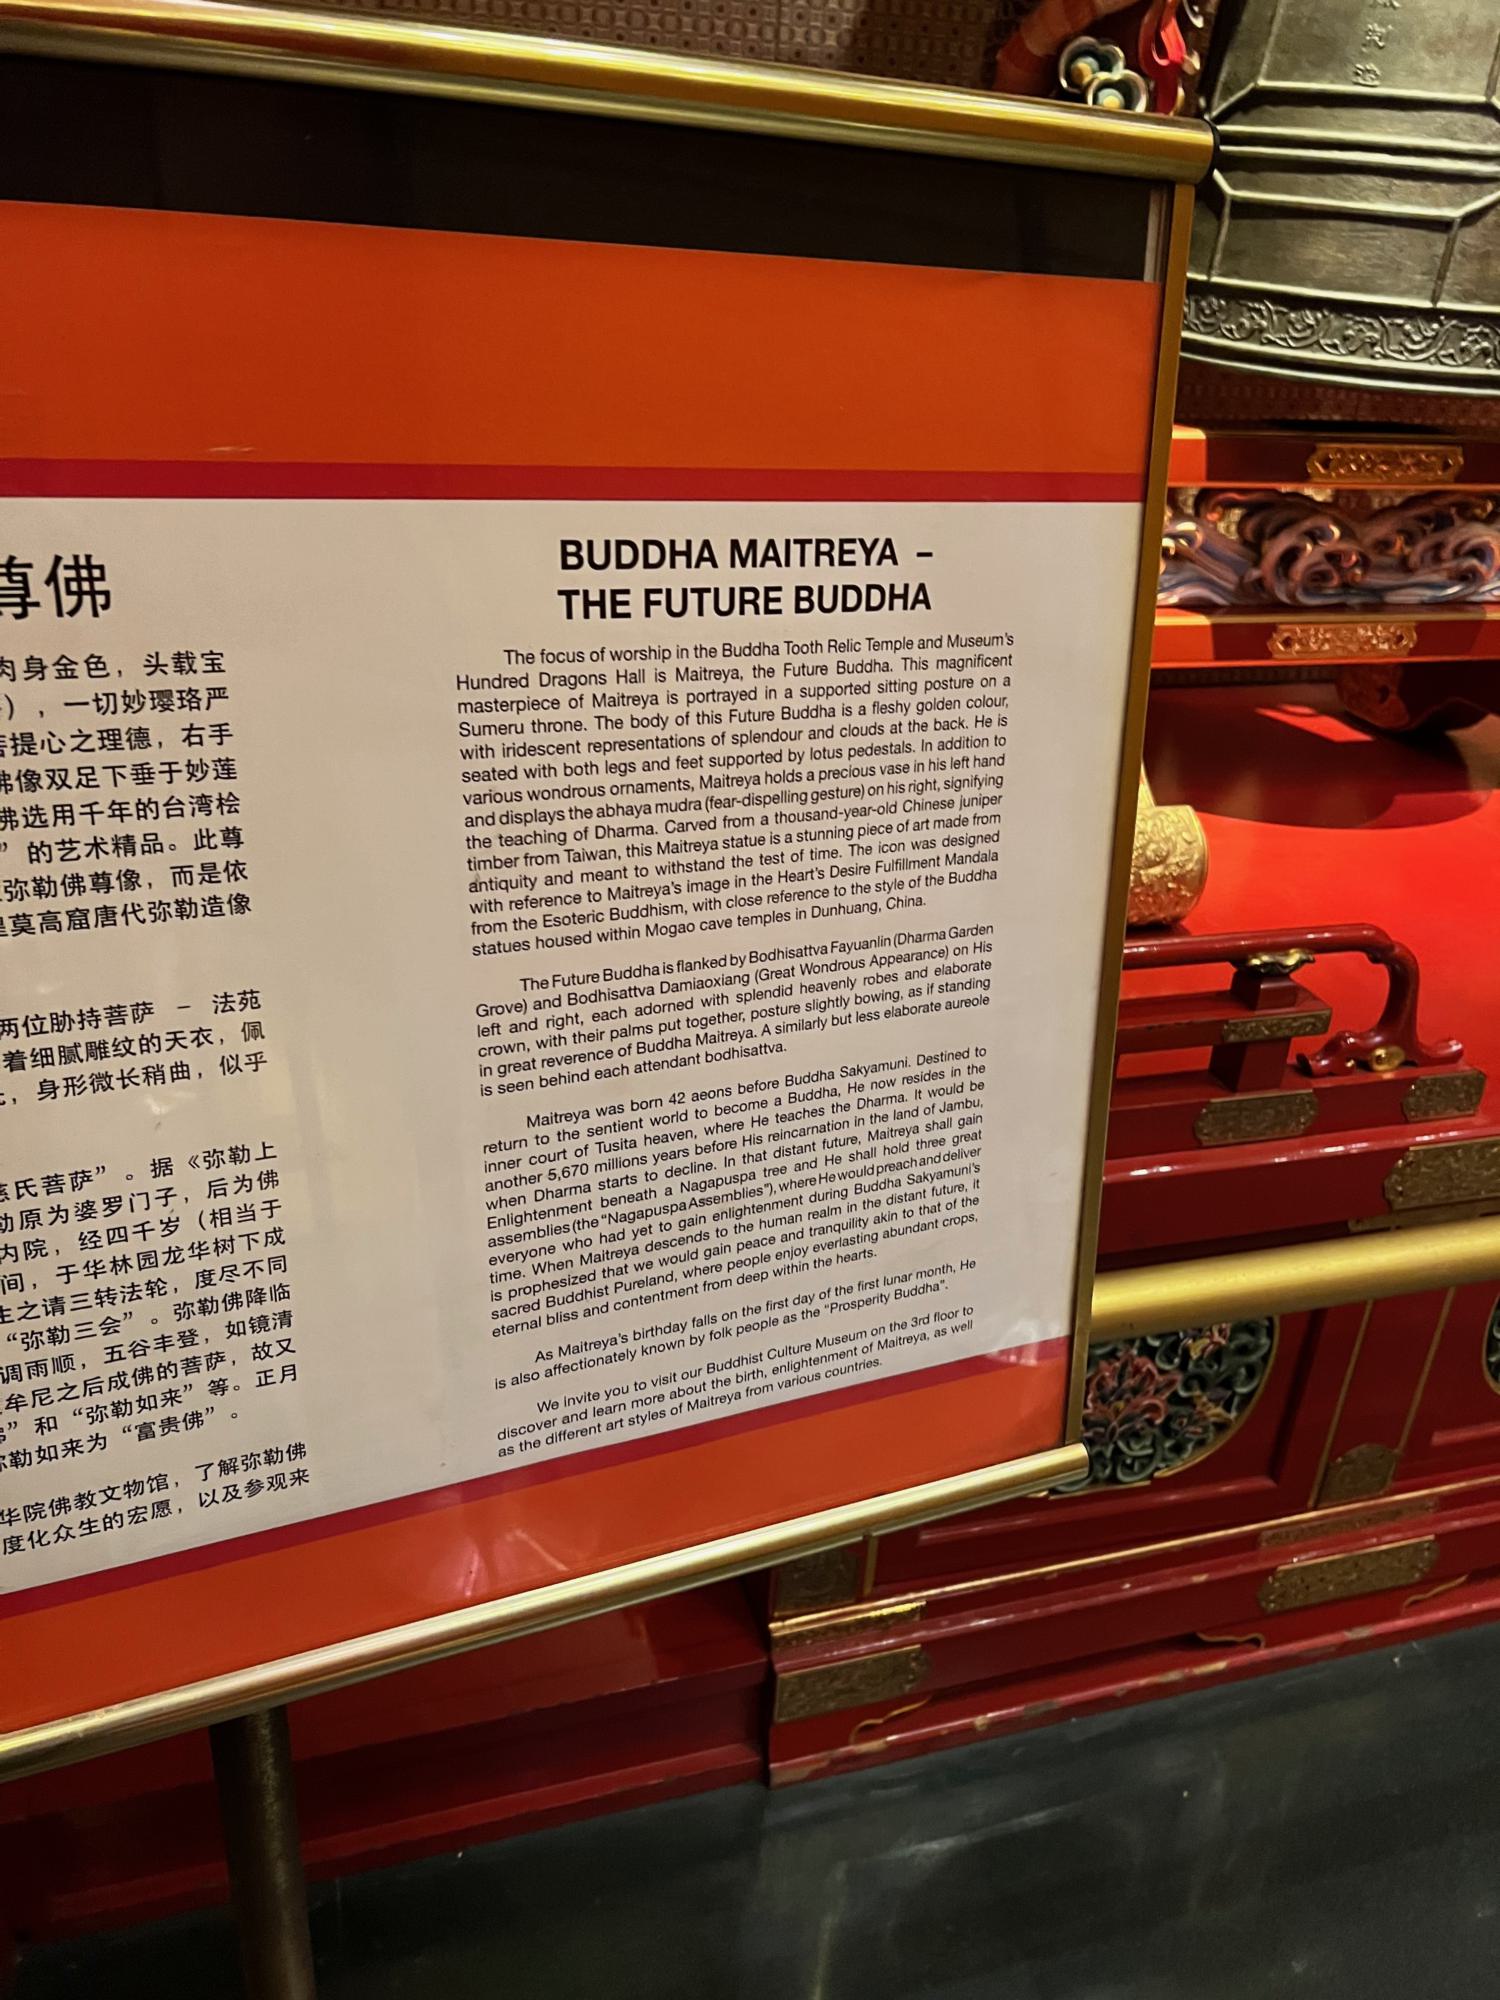 尊佛
肉身金色，头载宝
），一切妙璎珞严
菩提心之理德，右手
佛像双足下垂于妙莲
佛选用千年的台湾桧
”的艺术精品。此尊
弥勒佛尊像，而是依
莫高窟唐代弥勒造像
两位胁持菩萨 － 法苑
着细腻雕纹的天衣，佩
，身形微长稍曲，似乎
慈氏菩萨”。据《弥勒上
勒原为婆罗门子，后为佛
内院，经四千岁（相当于
间，于华林园龙华树下成
生之请三转法轮，度尽不同
“弥勒三会”。弥勒佛降临
调雨顺，五谷丰登，如镜清
牟尼之后成佛的菩萨，故又
”和“弥勒如来”等。正月
弥勒如来为“富贵佛”。
华院佛教文物馆，了解弥勒佛
度化众生的宏愿，以及参观来
BUDDHA MAITREYA –
THE FUTURE BUDDHA
The focus of worship in the Buddha Tooth Relic Temple and Museum's
Hundred Dragons Hall is Maitreya, the Future Buddha. This magnificent
masterpiece of Maitreya is portrayed in a supported sitting posture on a
Sumeru throne. The body of this Future Buddha is a fleshy golden colour,
with iridescent representations of splendour and clouds at the back. He is
seated with both legs and feet supported by lotus pedestals. In addition to
various wondrous ornaments, Maitreya holds a precious vase in his left hand
and displays the abhaya mudra (fear-dispelling gesture) on his right, signifying
the teaching of Dharma. Carved from a thousand-year-old Chinese juniper
timber from Taiwan, this Maitreya statue is a stunning piece of art made from
antiquity and meant to withstand the test of time. The icon was designed
with reference to Maitreya's image in the Heart's Desire Fulfillment Mandala
from the Esoteric Buddhism, with close reference to the style of the Buddha
statues housed within Mogao cave temples in Dunhuang, China.
The Future Buddha is flanked by Bodhisattva Fayuanlin (Dharma Garden
Grove) and Bodhisattva Damiaoxiang (Great Wondrous Appearance) on His
left and right, each adorned with splendid heavenly robes and elaborate
crown, with their palms put together, posture slightly bowing, as if standing
in great reverence of Buddha Maitreya. A similarly but less elaborate aureole
is seen behind each attendant bodhisattva.
Maitreya was born 42 aeons before Buddha Sakyamuni. Destined to
return to the sentient world to become a Buddha, He now resides in the
inner court of Tusita heaven, where He teaches the Dharma. It would be
another 5,670 millions years before His reincarnation in the land of Jambu,
when Dharma starts to decline. In that distant future, Maitreya shall gain
Enlightenment beneath a Nagapuspa tree and He shall hold three great
assemblies (the "Nagapuspa Assemblies"), where He would preach and deliver
everyone who had yet to gain enlightenment during Buddha Sakyamuni's
time. When Maitreya descends to the human realm in the distant future, it
is prophesized that we would gain peace and tranquility akin to that of the
sacred Buddhist Pureland, where people enjoy everlasting abundant crops,
eternal bliss and contentment from deep within the hearts.
As Maitreya's birthday falls on the first day of the first lunar month, He
is also affectionately known by folk people as the "Prosperity Buddha".
We invite you to visit our Buddhist Culture Museum on the 3rd floor to
discover and learn more about the birth, enlightenment of Maitreya, as well
as the different art styles of Maitreya from various countries.